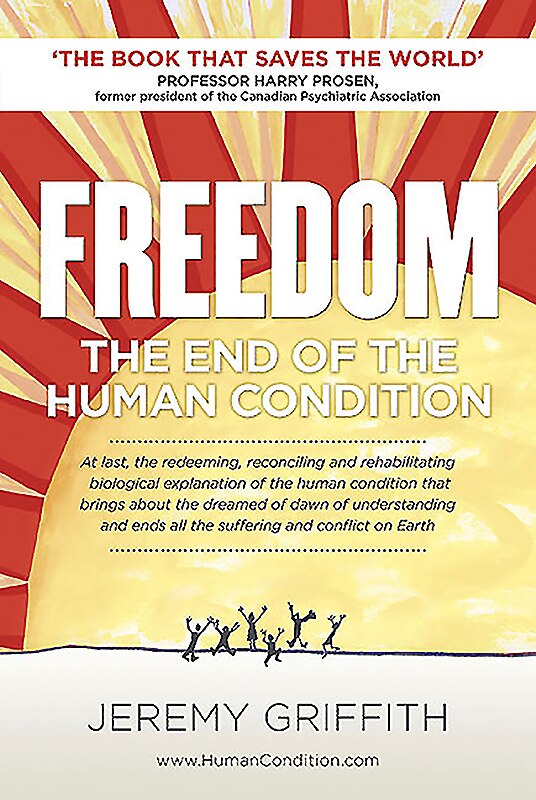 'THE BOOK THAT SAVES THE WORLD'
PROFESSOR HARRY PROSEN,
former president of the Canadian Psychiatric Association
FREEDOM
THE END OF THE
HUMAN CONDITION
At last, the redeeming, reconciling and rehabilitating
biological explanation of the human condition that
brings about the dreamed of dawn of understanding
and ends all the suffering and conflict on Earth
JEREMY GRIFFITH
www.HumanCondition.com